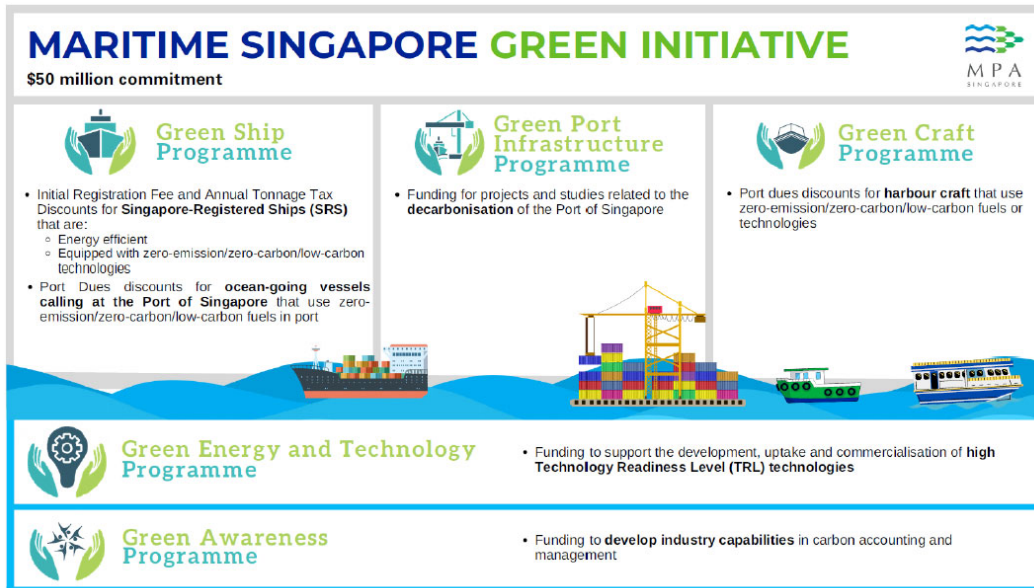 MARITIME SINGAPORE GREEN INITIATIVE
$50 million commitment
MPA
SINGAPORE
Green Ship
Programme
• Initial Registration Fee and Annual Tonnage Tax
Discounts for Singapore-Registered Ships (SRS)
that are:
○ Energy efficient
○ Equipped with zero-emission/zero-carbon/low-carbon
technologies
• Port Dues discounts for ocean-going vessels
calling at the Port of Singapore that use zero-
emission/zero-carbon/low-carbon fuels in port
Green Port
Infrastructure
Programme
• Funding for projects and studies related to the
decarbonisation of the Port of Singapore
Green Craft
Programme
• Port dues discounts for harbour craft that use
zero-emission/zero-carbon/low-carbon fuels or
technologies
Green Energy and Technology
Programme
• Funding to support the development, uptake and commercialisation of high
Technology Readiness Level (TRL) technologies
Green Awareness
Programme
• Funding to develop industry capabilities in carbon accounting and
management